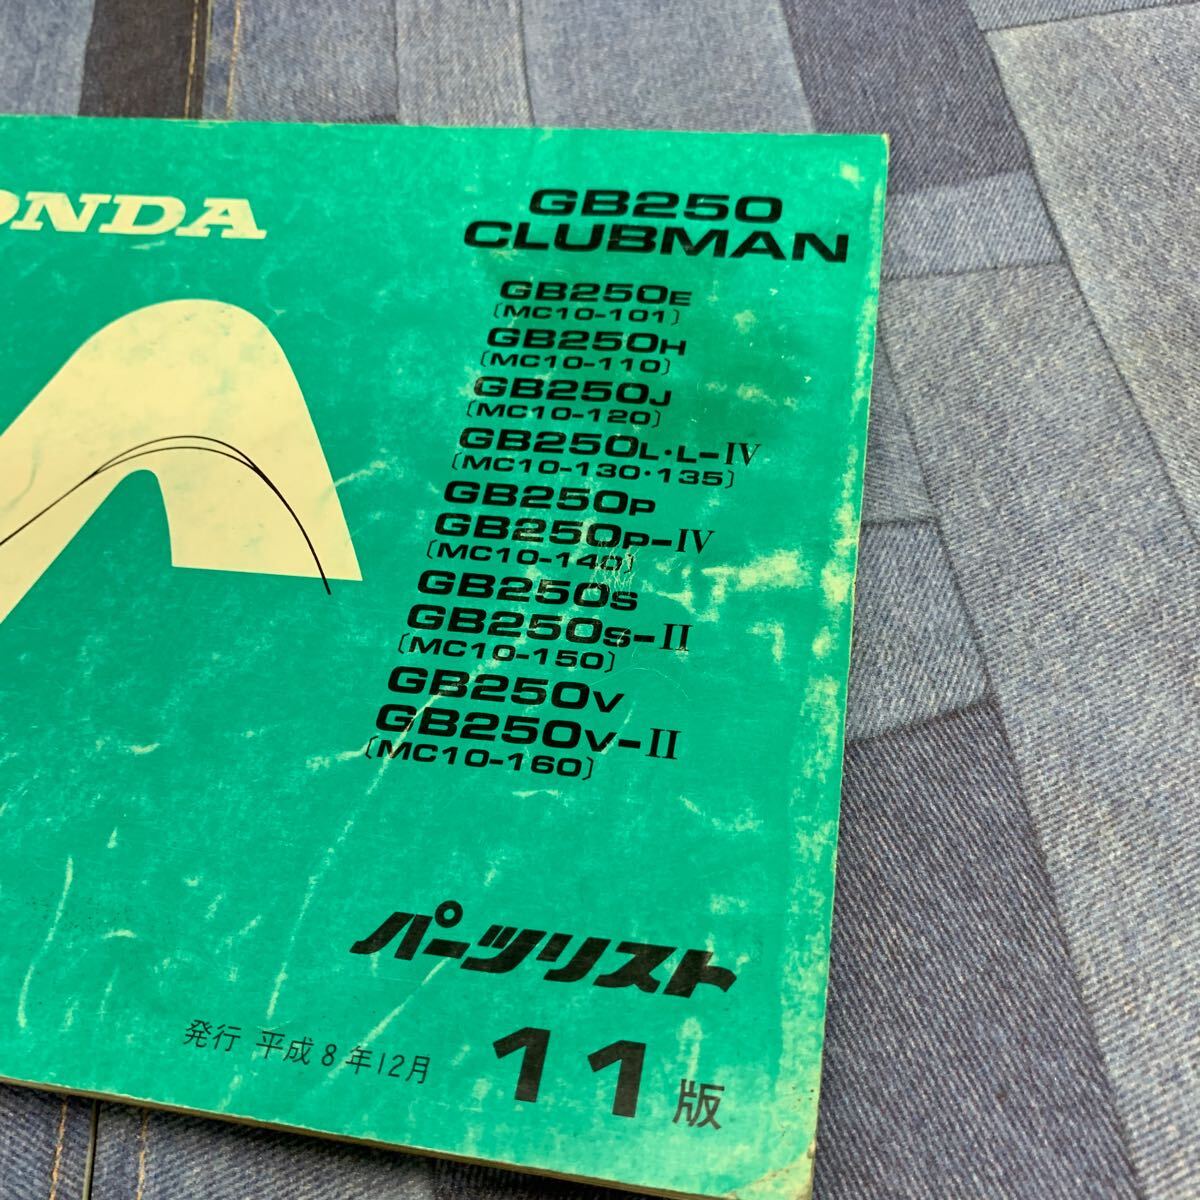 ONDA
GB250
CLUBMAN
GB250E
(MC10-101)
GB250H
(MC10-110)
GB250J
(MC10-120)
GB250L・L-IV
(MC10-130・135)
GB250P
GB250P-IV
(MC10-140)
GB250S
GB250S-II
(MC10-150)
GB250V
GB250V-II
(MC10-160)
パーツリスト
発行 平成8年12月 11版